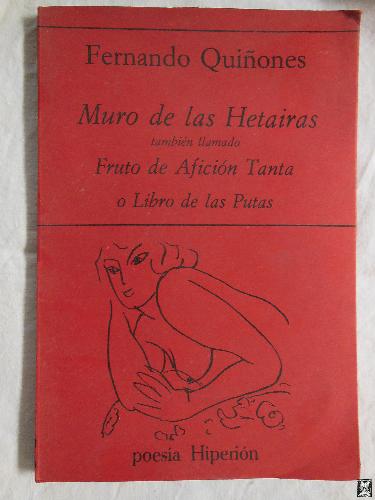 Fernando Quiñones
Muro de las Hetairas
también llamado
Fruto de Afición Tanta
o Libro de las Putas
poesía Hiperión